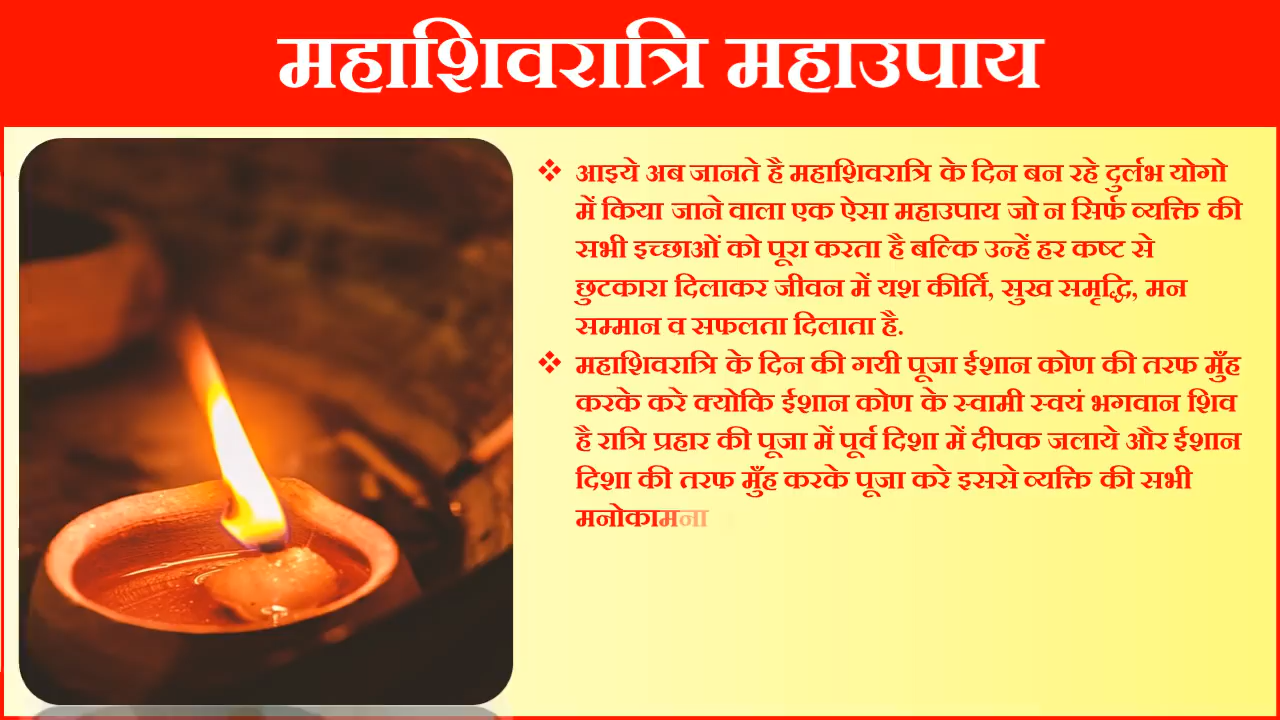 महाशिवरात्रि महाउपाय
❖ आइये अब जानते है महाशिवरात्रि के दिन बन रहे दुर्लभ योगो
में किया जाने वाला एक ऐसा महाउपाय जो न सिर्फ व्यक्ति की
सभी इच्छाओं को पूरा करता है बल्कि उन्हें हर कष्ट से
छुटकारा दिलाकर जीवन में यश कीर्ति, सुख समृद्धि, मन
सम्मान व सफलता दिलाता है.
❖ महाशिवरात्रि के दिन की गयी पूजा ईशान कोण की तरफ मुँह
करके करे क्योकि ईशान कोण के स्वामी स्वयं भगवान शिव
है रात्रि प्रहार की पूजा में पूर्व दिशा में दीपक जलाये और ईशान
दिशा की तरफ मुँह करके पूजा करे इससे व्यक्ति की सभी
मनोकामना